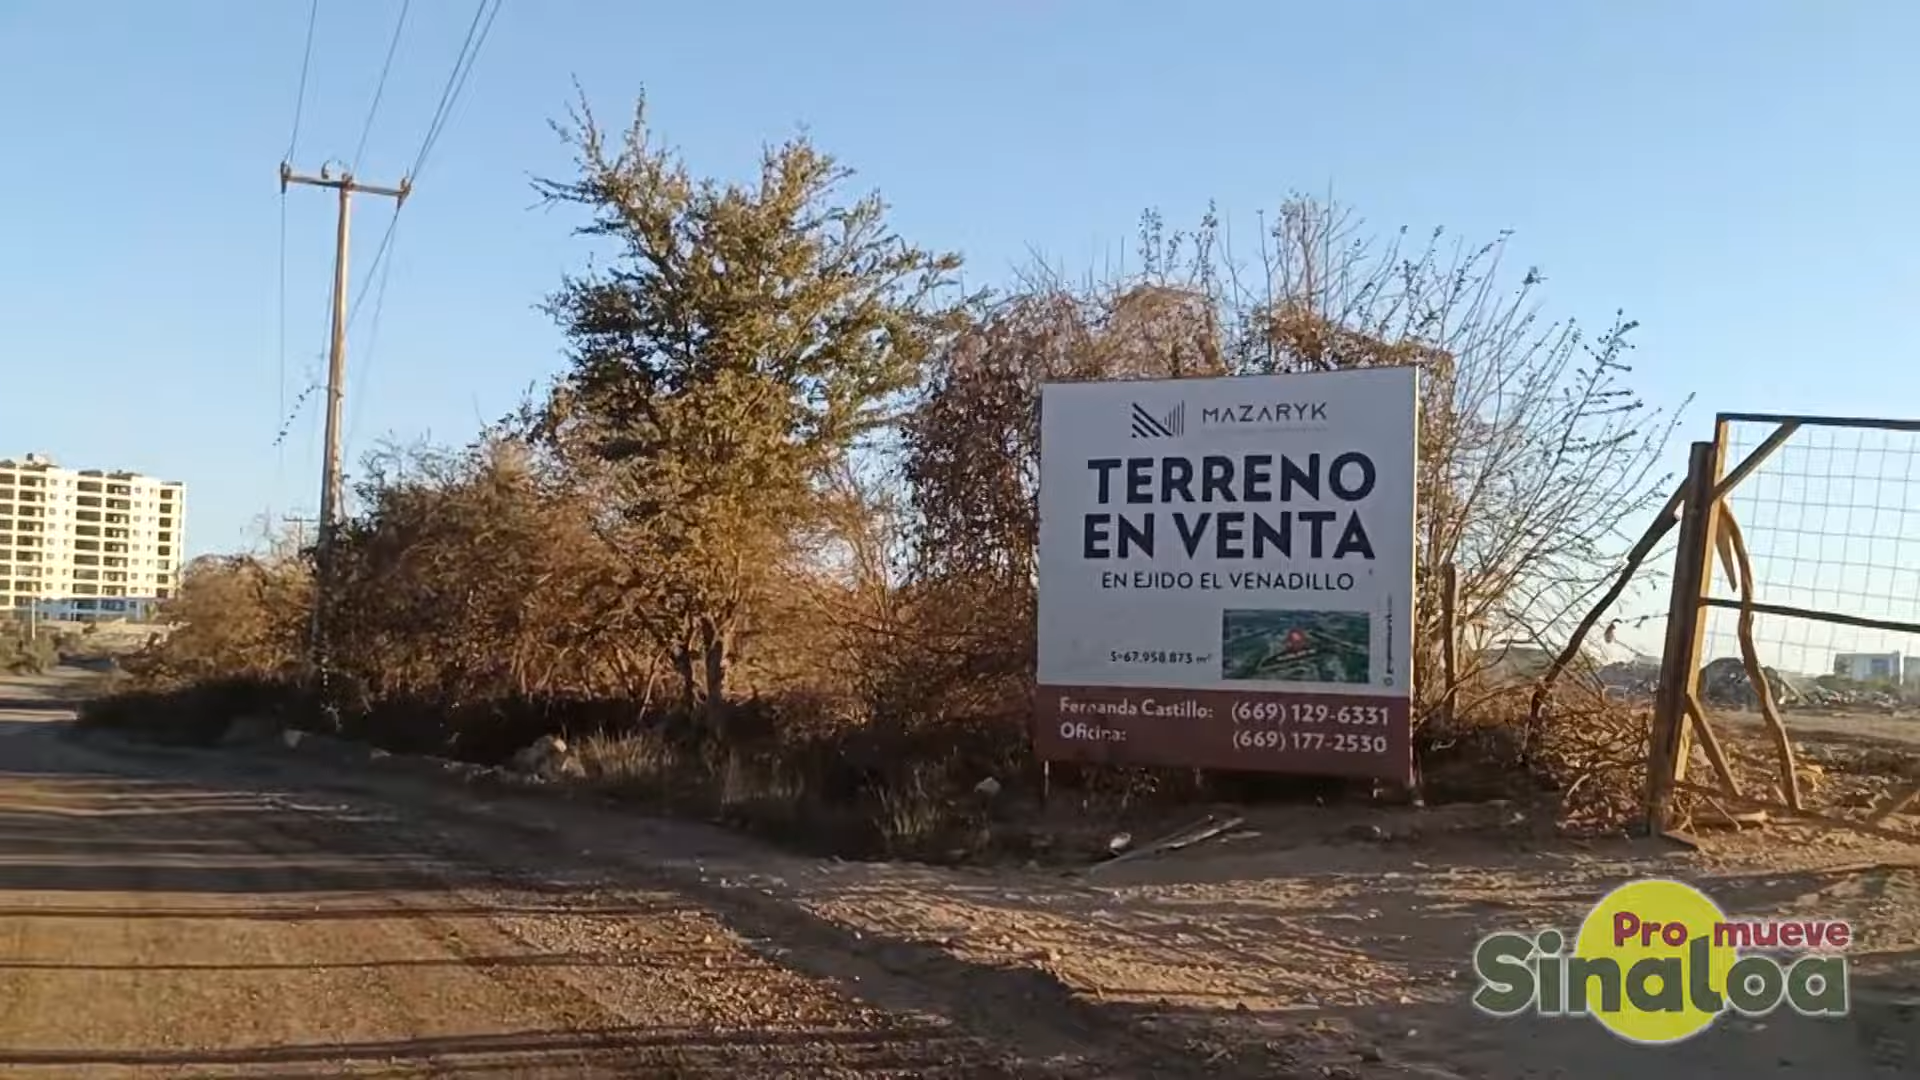 MAZARYK
TERRENO
EN VENTA
EN EJIDO EL VENADILLO
S=67,958.873 m²
Fernanda Castillo: (669) 129-6331
Oficina: (669) 177-2530
Pro mueve
Sinaloa